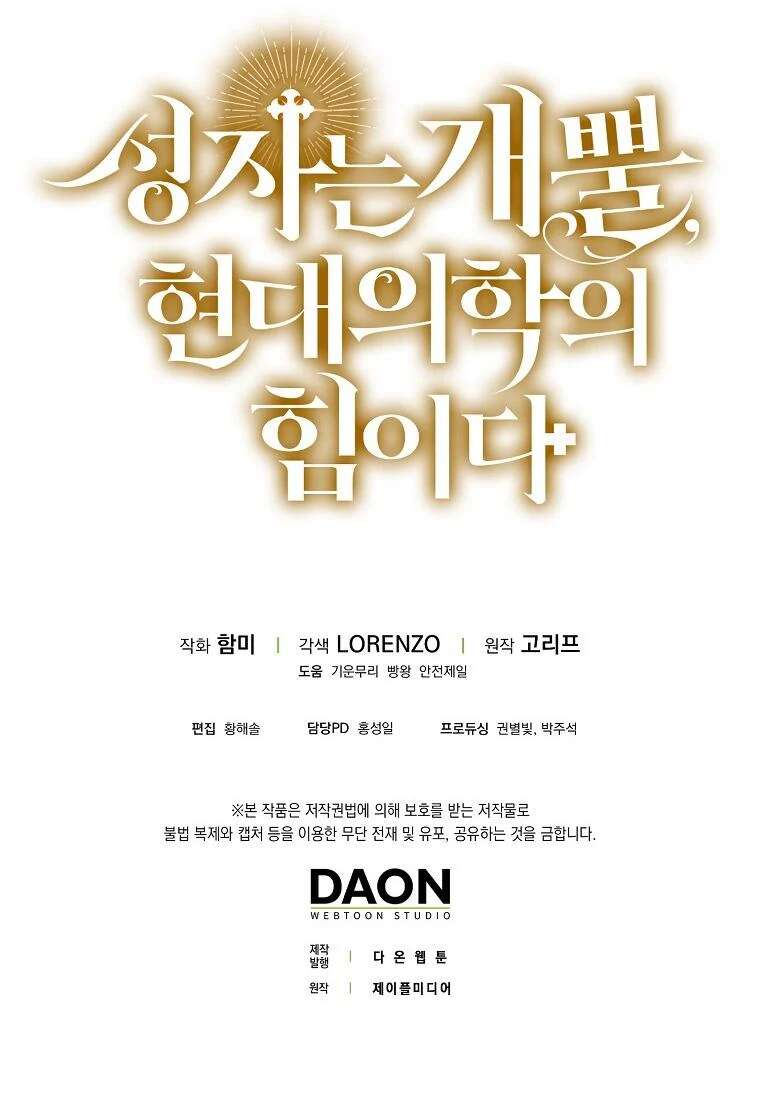 성자는 개뿔,
현대의학의
힘이다
작화 함미 | 각색 LORENZO | 원작 고리프
도움 기운무리 빵왕 안전제일
편집 황해솔 담당PD 홍성일 프로듀싱 권별빛, 박주석
※본 작품은 저작권법에 의해 보호를 받는 저작물로
불법 복제와 캡처 등을 이용한 무단 전재 및 유포, 공유하는 것을 금합니다.
DAON
WEBTOON STUDIO
제작
발행 | 다온웹툰
원작 | 제이플미디어